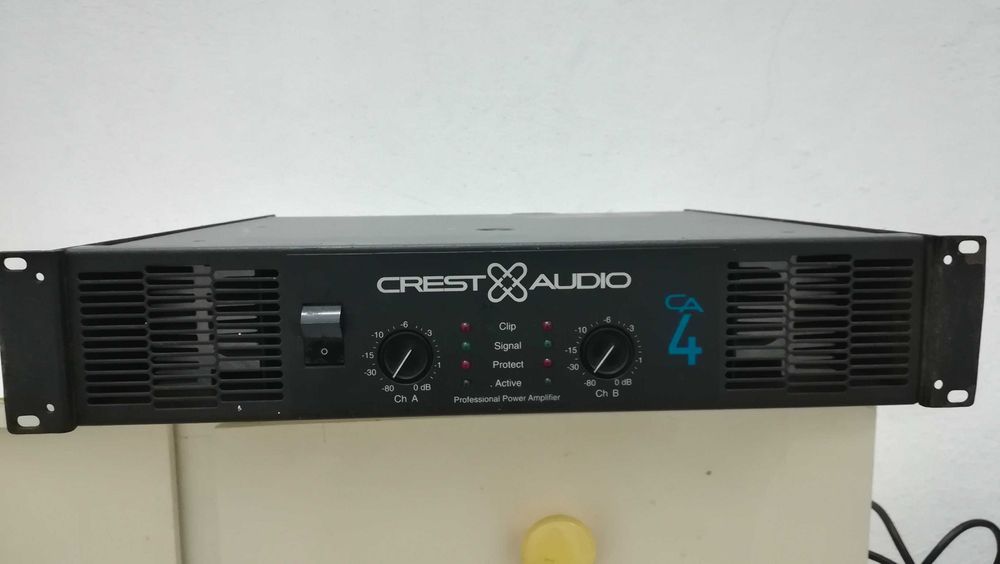 CREST AUDIO
CA
4
-10 -6 -3
-15 -1
-30
-80 0 dB
Ch A
Clip
Signal
Protect
Active
Professional Power Amplifier
-10 -6 -3
-15 -1
-30
-80 0 dB
Ch B
O